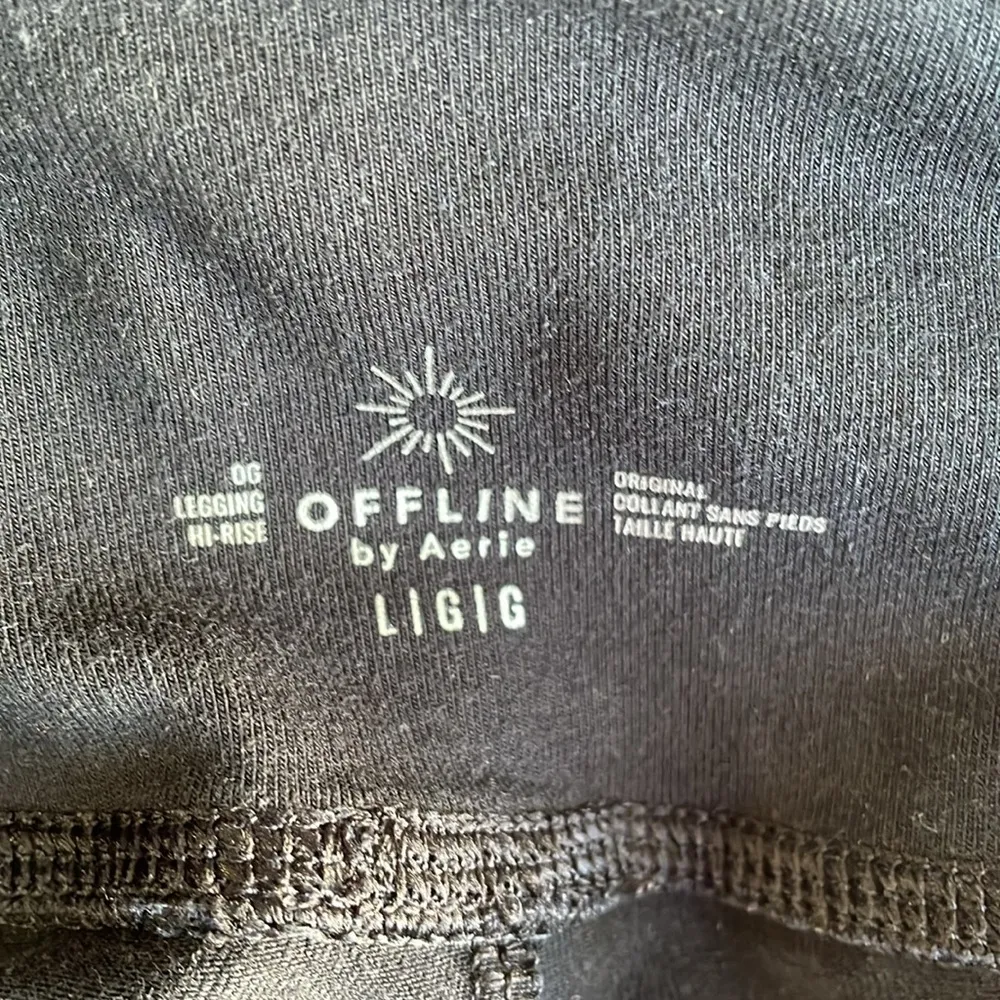 OG
LEGGING
HI-RISE
OFFLINE
by Aerie
L|G|G
ORIGINAL
COLLANT SANS PIEDS
TAILLE HAUTE